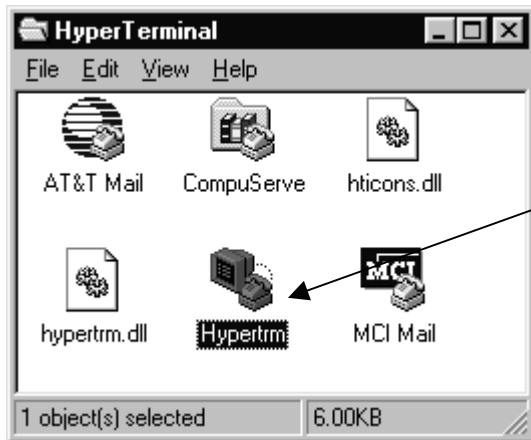 HyperTerminal
File Edit View Help
AT&T Mail CompuServe hticons.dll
MCI
hypertrm.dll Hypertrm MCI Mail
1 object(s) selected 6.00KB